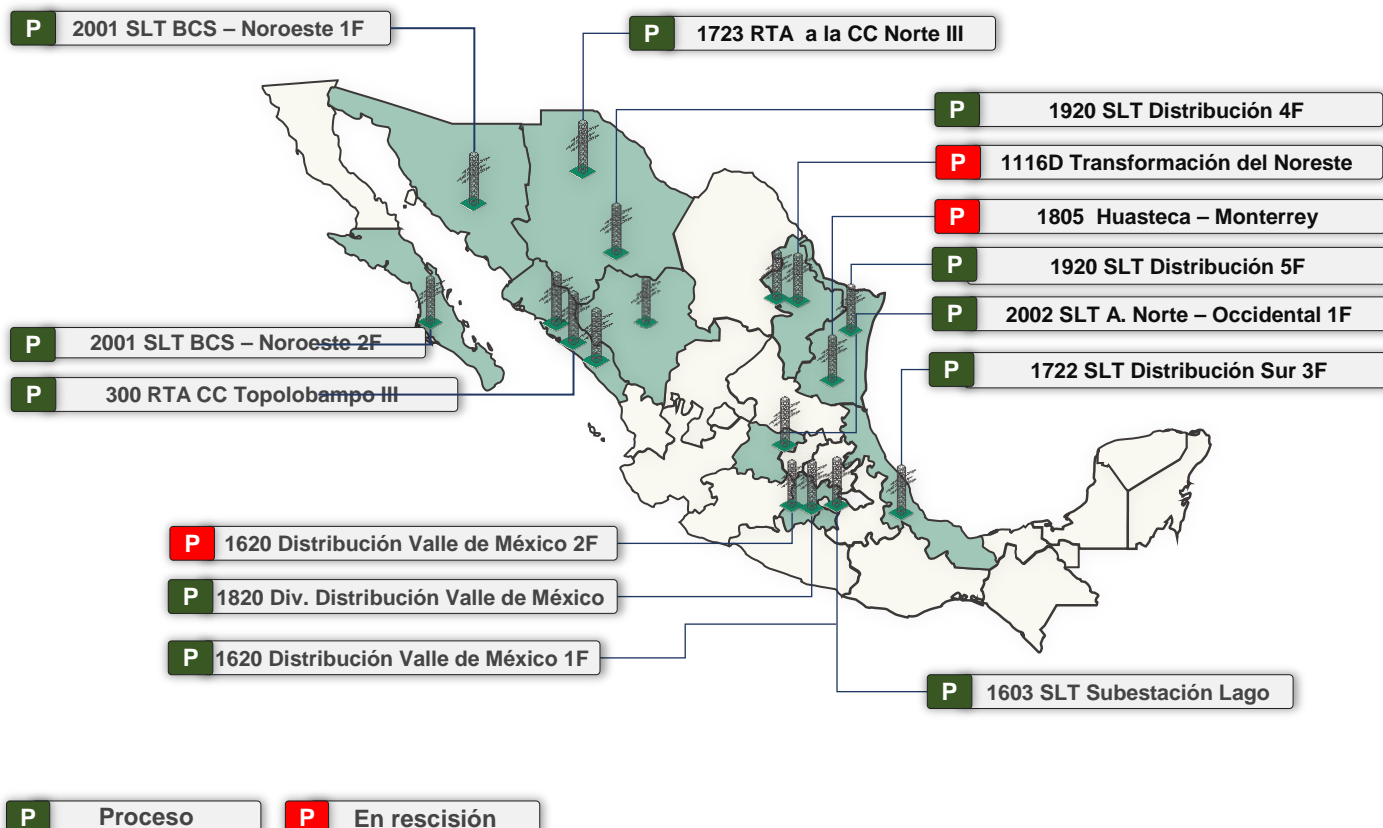 P 2001 SLT BCS – Noroeste 1F
P 1723 RTA a la CC Norte III
P 1920 SLT Distribución 4F
P 1116D Transformación del Noreste
P 1805 Huasteca – Monterrey
P 1920 SLT Distribución 5F
P 2002 SLT A. Norte – Occidental 1F
P 2001 SLT BCS – Noroeste 2F
P 1722 SLT Distribución Sur 3F
P 300 RTA CC Topolobampo III
P 1620 Distribución Valle de México 2F
P 1820 Div. Distribución Valle de México
P 1620 Distribución Valle de México 1F
P 1603 SLT Subestación Lago
P Proceso
P En rescisión